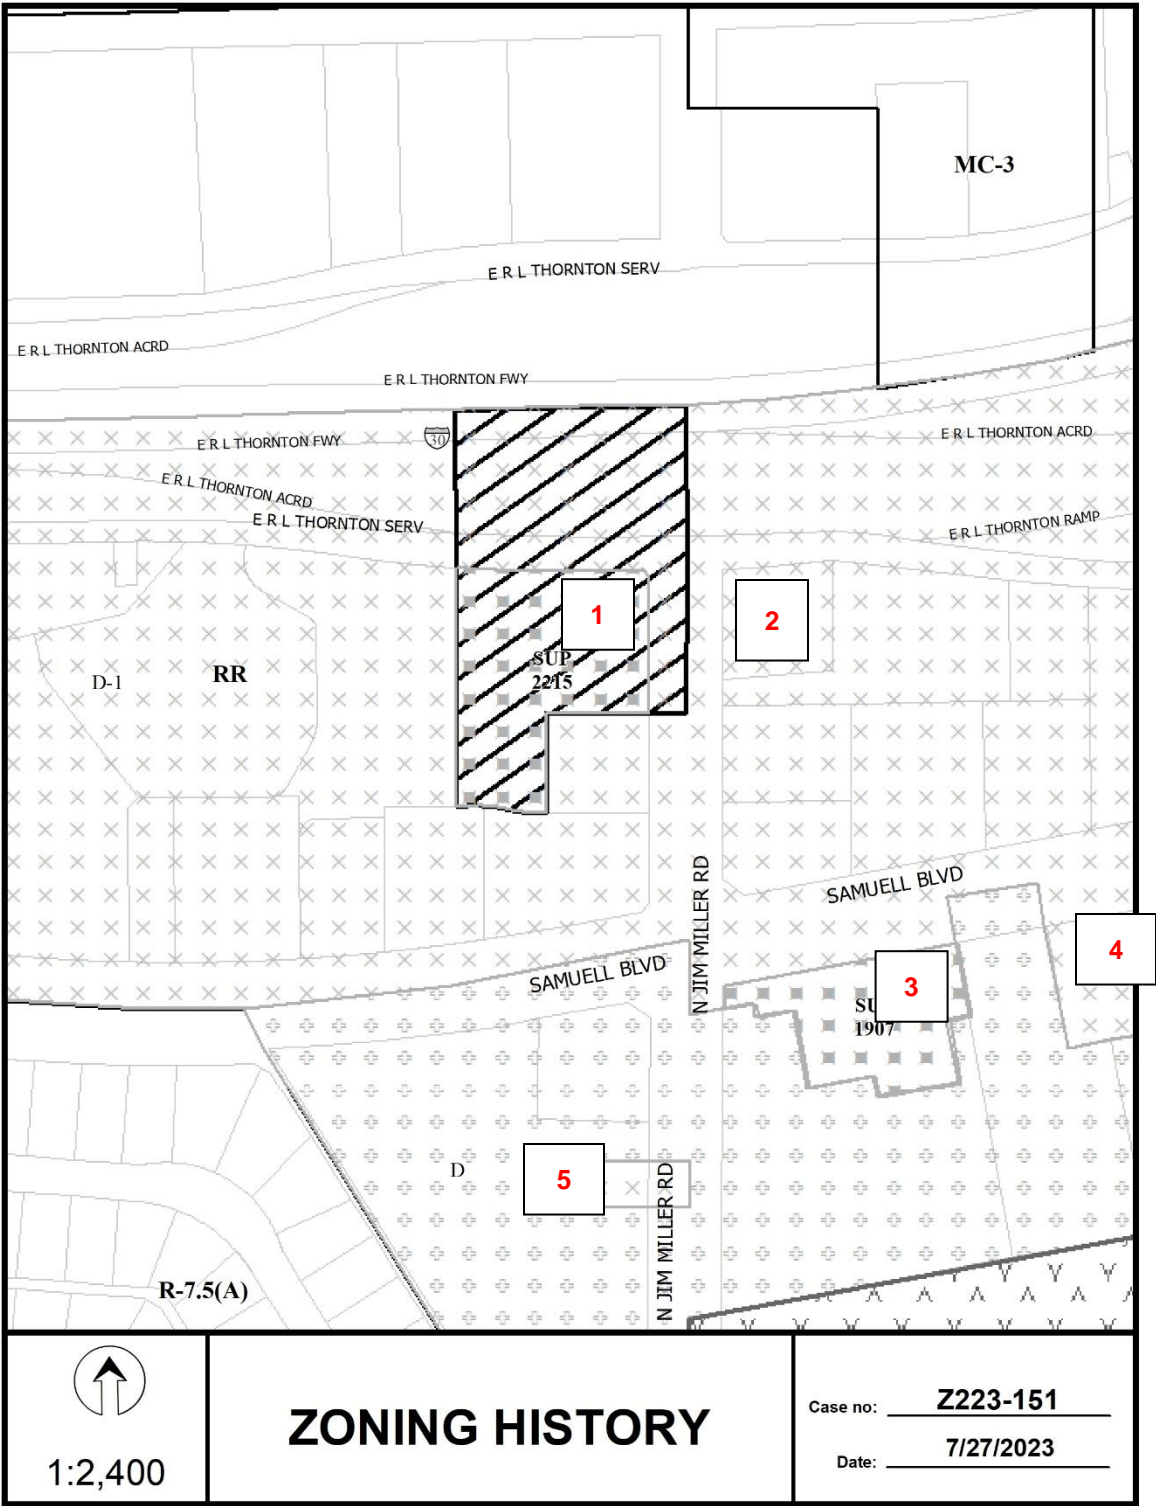 MC-3
E R L THORNTON SERV
E R L THORNTON ACRD
E R L THORNTON FWY
30
E R L THORNTON FWY
E R L THORNTON ACRD
E R L THORNTON ACRD
E R L THORNTON SERV
E R L THORNTON RAMP
1
2
SUP
2215
D-1
RR
SAMUELL BLVD
N JIM MILLER RD
4
SAMUELL BLVD
3
SU
1907
D
5
N JIM MILLER RD
R-7.5(A)
1:2,400
ZONING HISTORY
Case no: Z223-151
Date: 7/27/2023